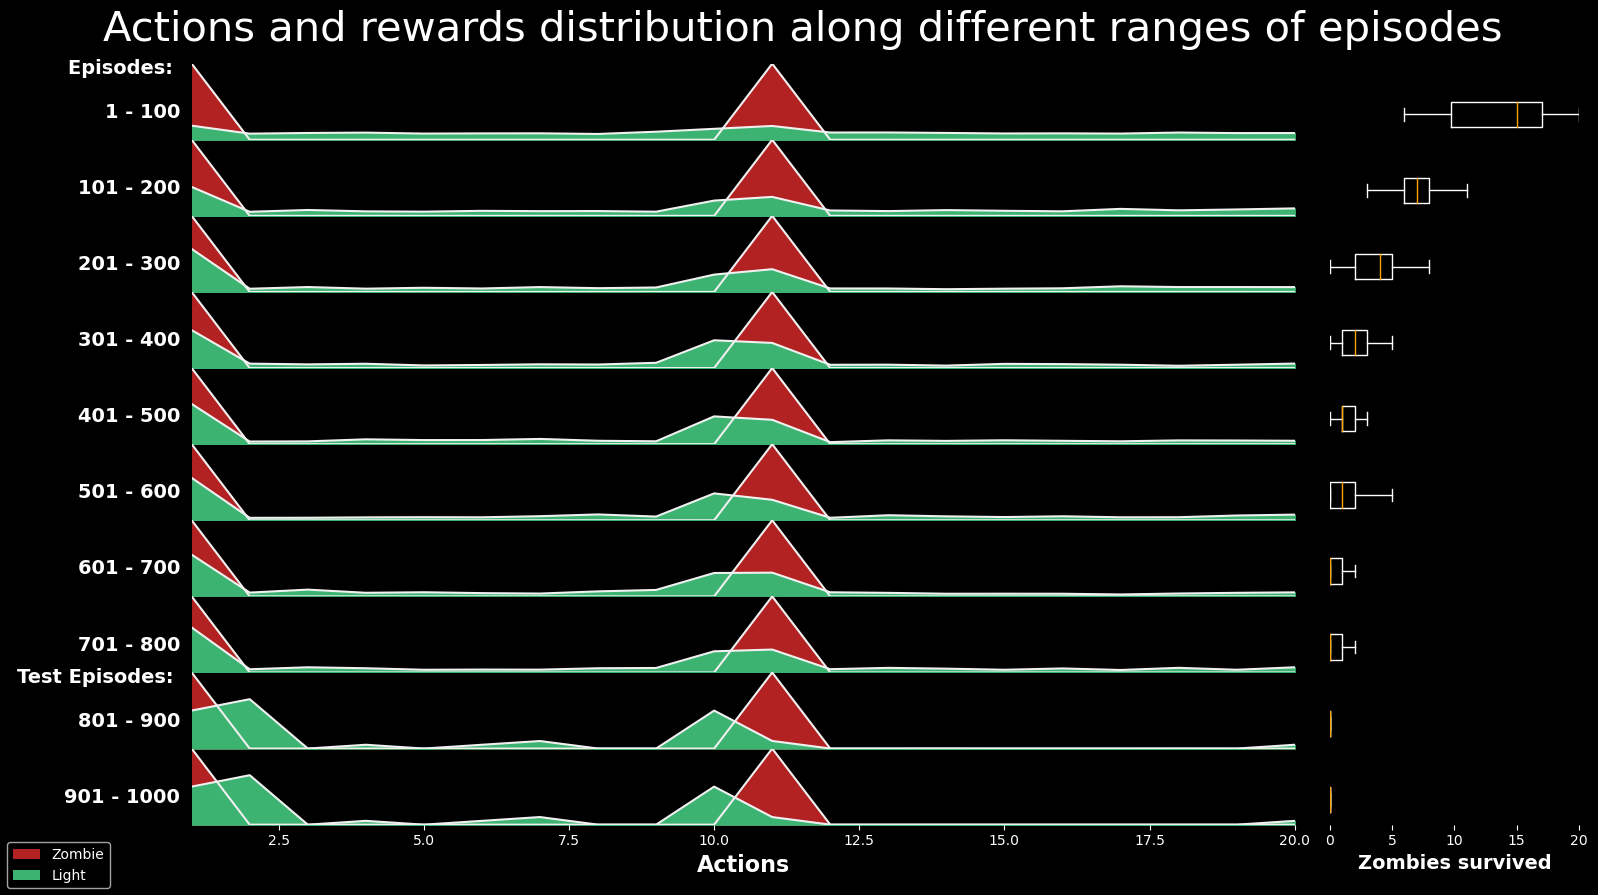 Actions and rewards distribution along different ranges of episodes
Episodes:
1 - 100
101 - 200
201 - 300
301 - 400
401 - 500
501 - 600
601 - 700
701 - 800
Test Episodes:
801 - 900
901 - 1000
2.5 5.0 7.5 10.0 12.5 15.0 17.5 20.0
0 5 10 15 20
Actions
Zombies survived
Zombie
Light